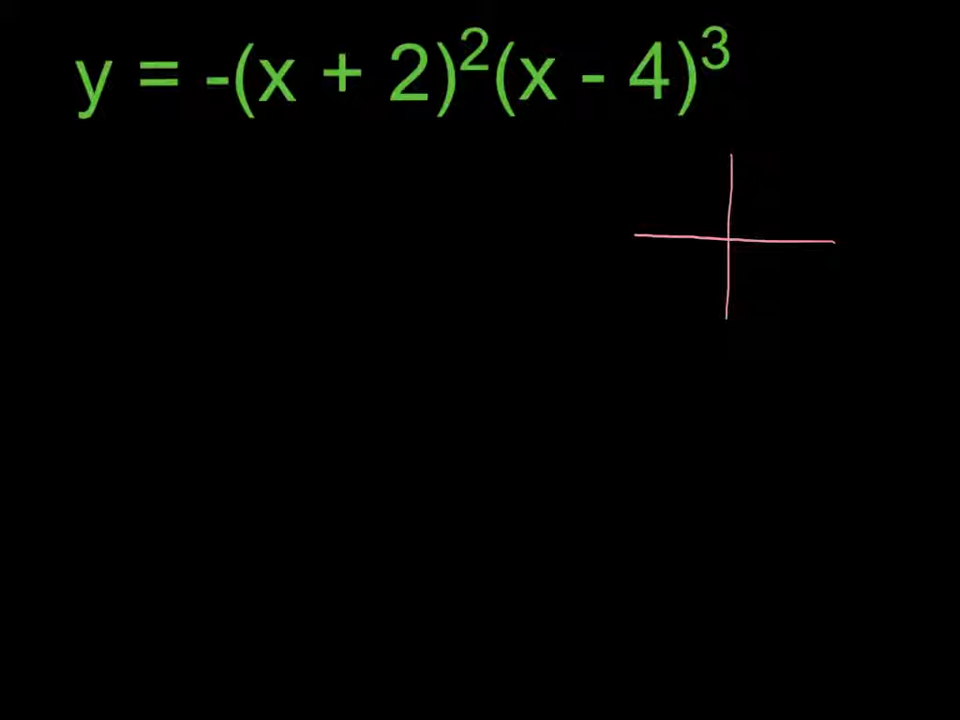 y = -(x + 2)²(x - 4)³